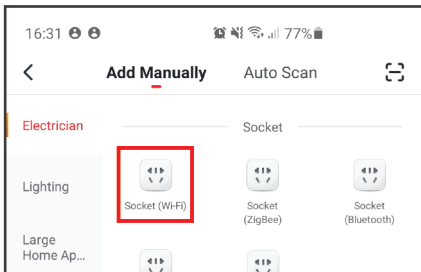 16:31 77%
Add Manually Auto Scan
Electrician
Socket
Lighting
Socket (Wi-Fi)
Socket
(ZigBee)
Socket
(Bluetooth)
Large
Home Ap...